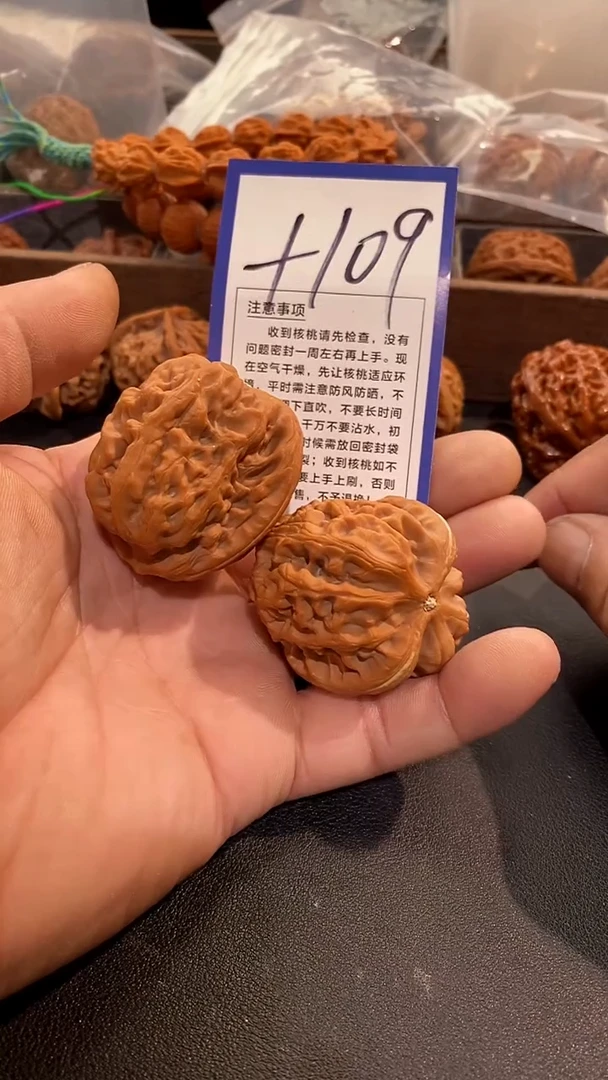 +109
注意事项
收到核桃请先检查，没有
问题密封一周左右再上手。现
在空气干燥，先让核桃适应环
，平时需注意防风防晒，不
下直吹，不要长时间
千万不要沾水，初
时候需放回密封袋
裂；收到核桃如不
要上手上刷，否则
售，不予退换！